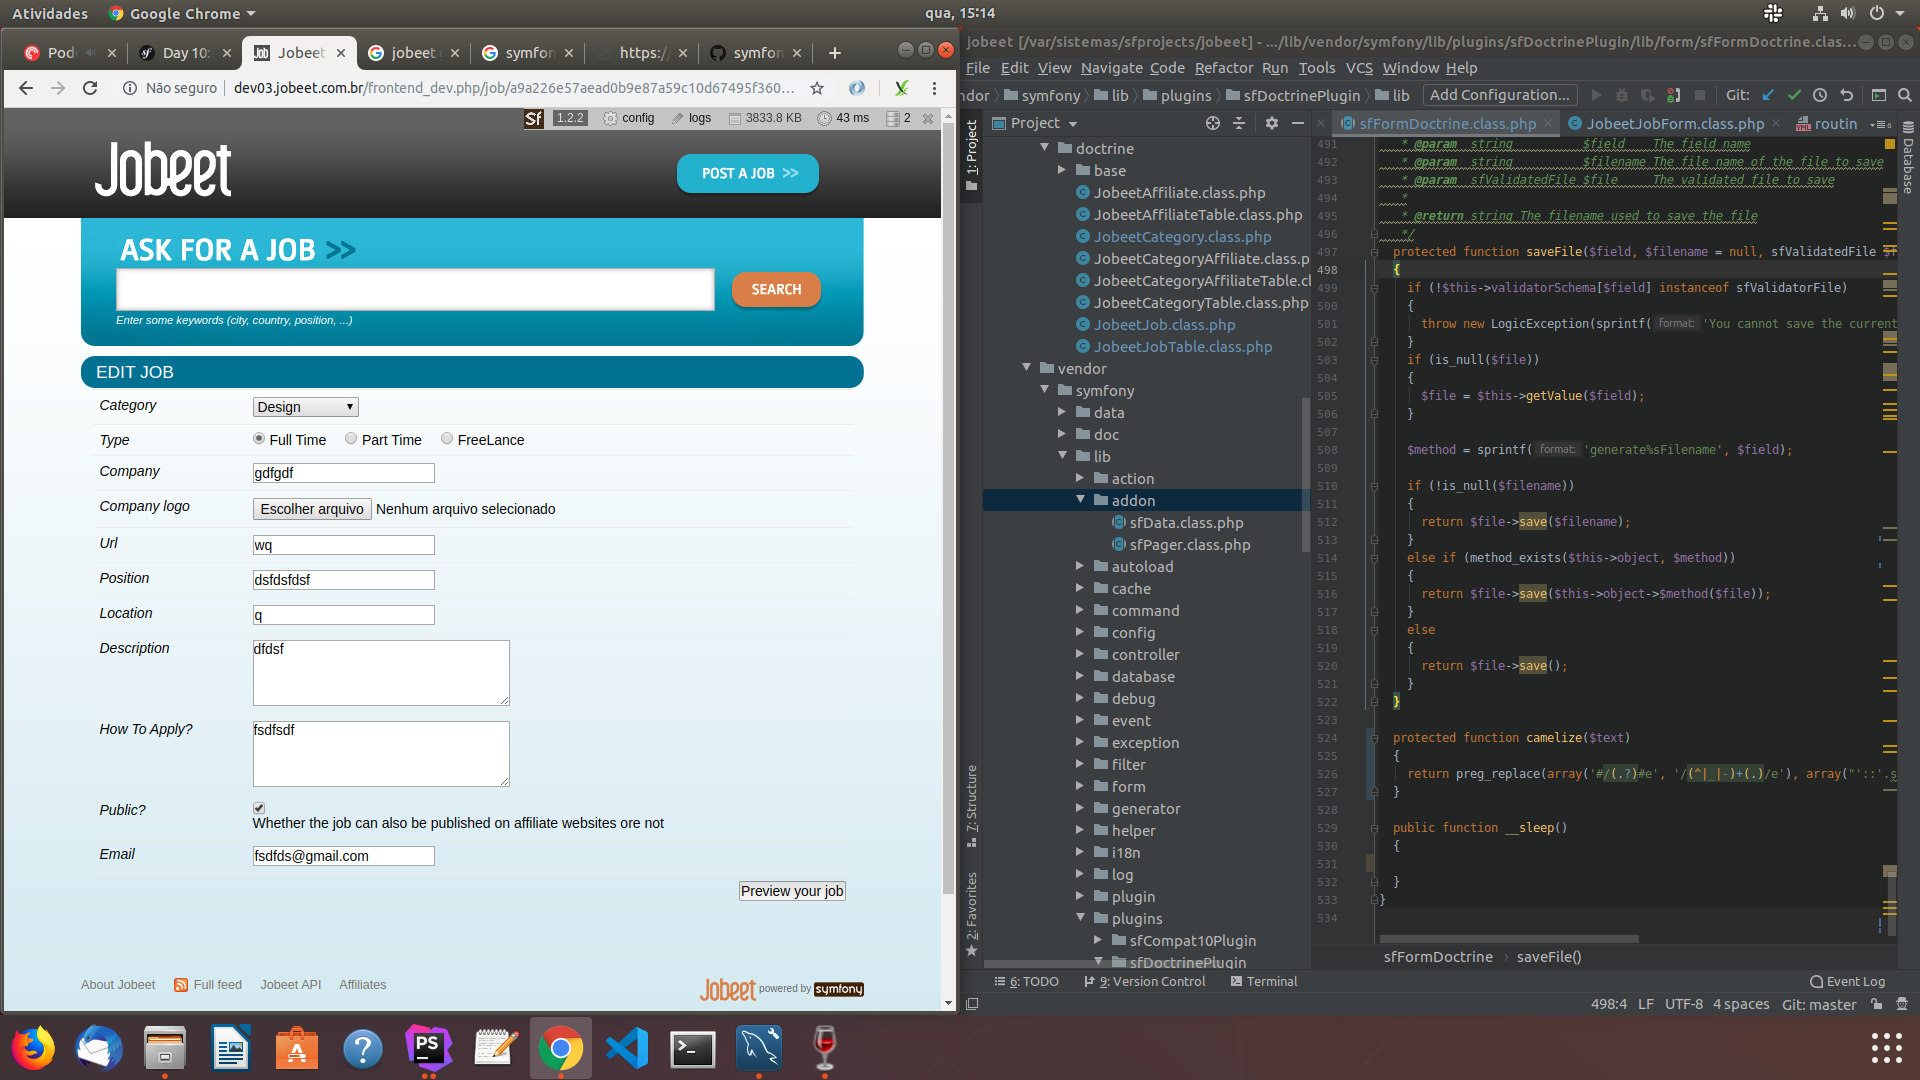 Atividades
Google Chrome
qua, 15:14
Pod
Day 10:
Jobeet
jobeet
symfon
https:/
symfon
Não seguro
dev03.jobeet.com.br/frontend_dev.php/job/a9a226e57aead0b9e87a59c10d67495f360...
Sf 1.2.2 config logs 3833.8 KB 43 ms 2
Jobeet
POST A JOB >>
ASK FOR A JOB >>
SEARCH
Enter some keywords (city, country, position, ...)
EDIT JOB
Category Design
Type Full Time Part Time FreeLance
Company gdfgdf
Company logo Escolher arquivo Nenhum arquivo selecionado
Url wq
Position dsfdsfdsf
Location q
Description dfdsf
How To Apply? fsdfsdf
Public?
Whether the job can also be published on affiliate websites ore not
Email fsdfds@gmail.com
Preview your job
About Jobeet Full feed Jobeet API Affiliates
Jobeet powered by symfony
jobeet [/var/sistemas/sfprojects/jobeet] - .../lib/vendor/symfony/lib/plugins/sfDoctrinePlugin/lib/form/sfFormDoctrine.clas...
File Edit View Navigate Code Refactor Run Tools VCS Window Help
ndor symfony lib plugins sfDoctrinePlugin lib Add Configuration... Git:
1: Project
7: Structure
2: Favorites
Project
doctrine
base
JobeetAffiliate.class.php
JobeetAffiliateTable.class.php
JobeetCategory.class.php
JobeetCategoryAffiliate.class.p
JobeetCategoryAffiliateTable.cl
JobeetCategoryTable.class.php
JobeetJob.class.php
JobeetJobTable.class.php
vendor
symfony
data
doc
lib
action
addon
sfData.class.php
sfPager.class.php
autoload
cache
command
config
controller
database
debug
event
exception
filter
form
generator
helper
i18n
log
plugin
plugins
sfCompat10Plugin
sfDoctrinePlugin
sfFormDoctrine.class.php JobeetJobForm.class.php routin
Database
491 * @param string $field The field name
492 * @param string $filename The file name of the file to save
493 * @param sfValidatedFile $file The validated file to save
494 *
495 * @return string The filename used to save the file
496 */
497 protected function saveFile($field, $filename = null, sfValidatedFile $f
498 {
499 if (!$this->validatorSchema[$field] instanceof sfValidatorFile)
500 {
501 throw new LogicException(sprintf( format: 'You cannot save the current
502 }
503 if (is_null($file))
504 {
505 $file = $this->getValue($field);
506 }
507
508 $method = sprintf( format: 'generate%sFilename', $field);
509
510 if (!is_null($filename))
511 {
512 return $file->save($filename);
513 }
514 else if (method_exists($this->object, $method))
515 {
516 return $file->save($this->object->$method($file));
517 }
518 else
519 {
520 return $file->save();
521 }
522 }
523
524 protected function camelize($text)
525 {
526 return preg_replace(array('#/(.?)#e', '/(^|_|-)+(.)/e'), array("'::'.s
527 }
528
529 public function __sleep()
530 {
531
532 }
533 }
534
sfFormDoctrine › saveFile()
6: TODO 9: Version Control Terminal Event Log
498:4 LF UTF-8 4 spaces Git: master
PS